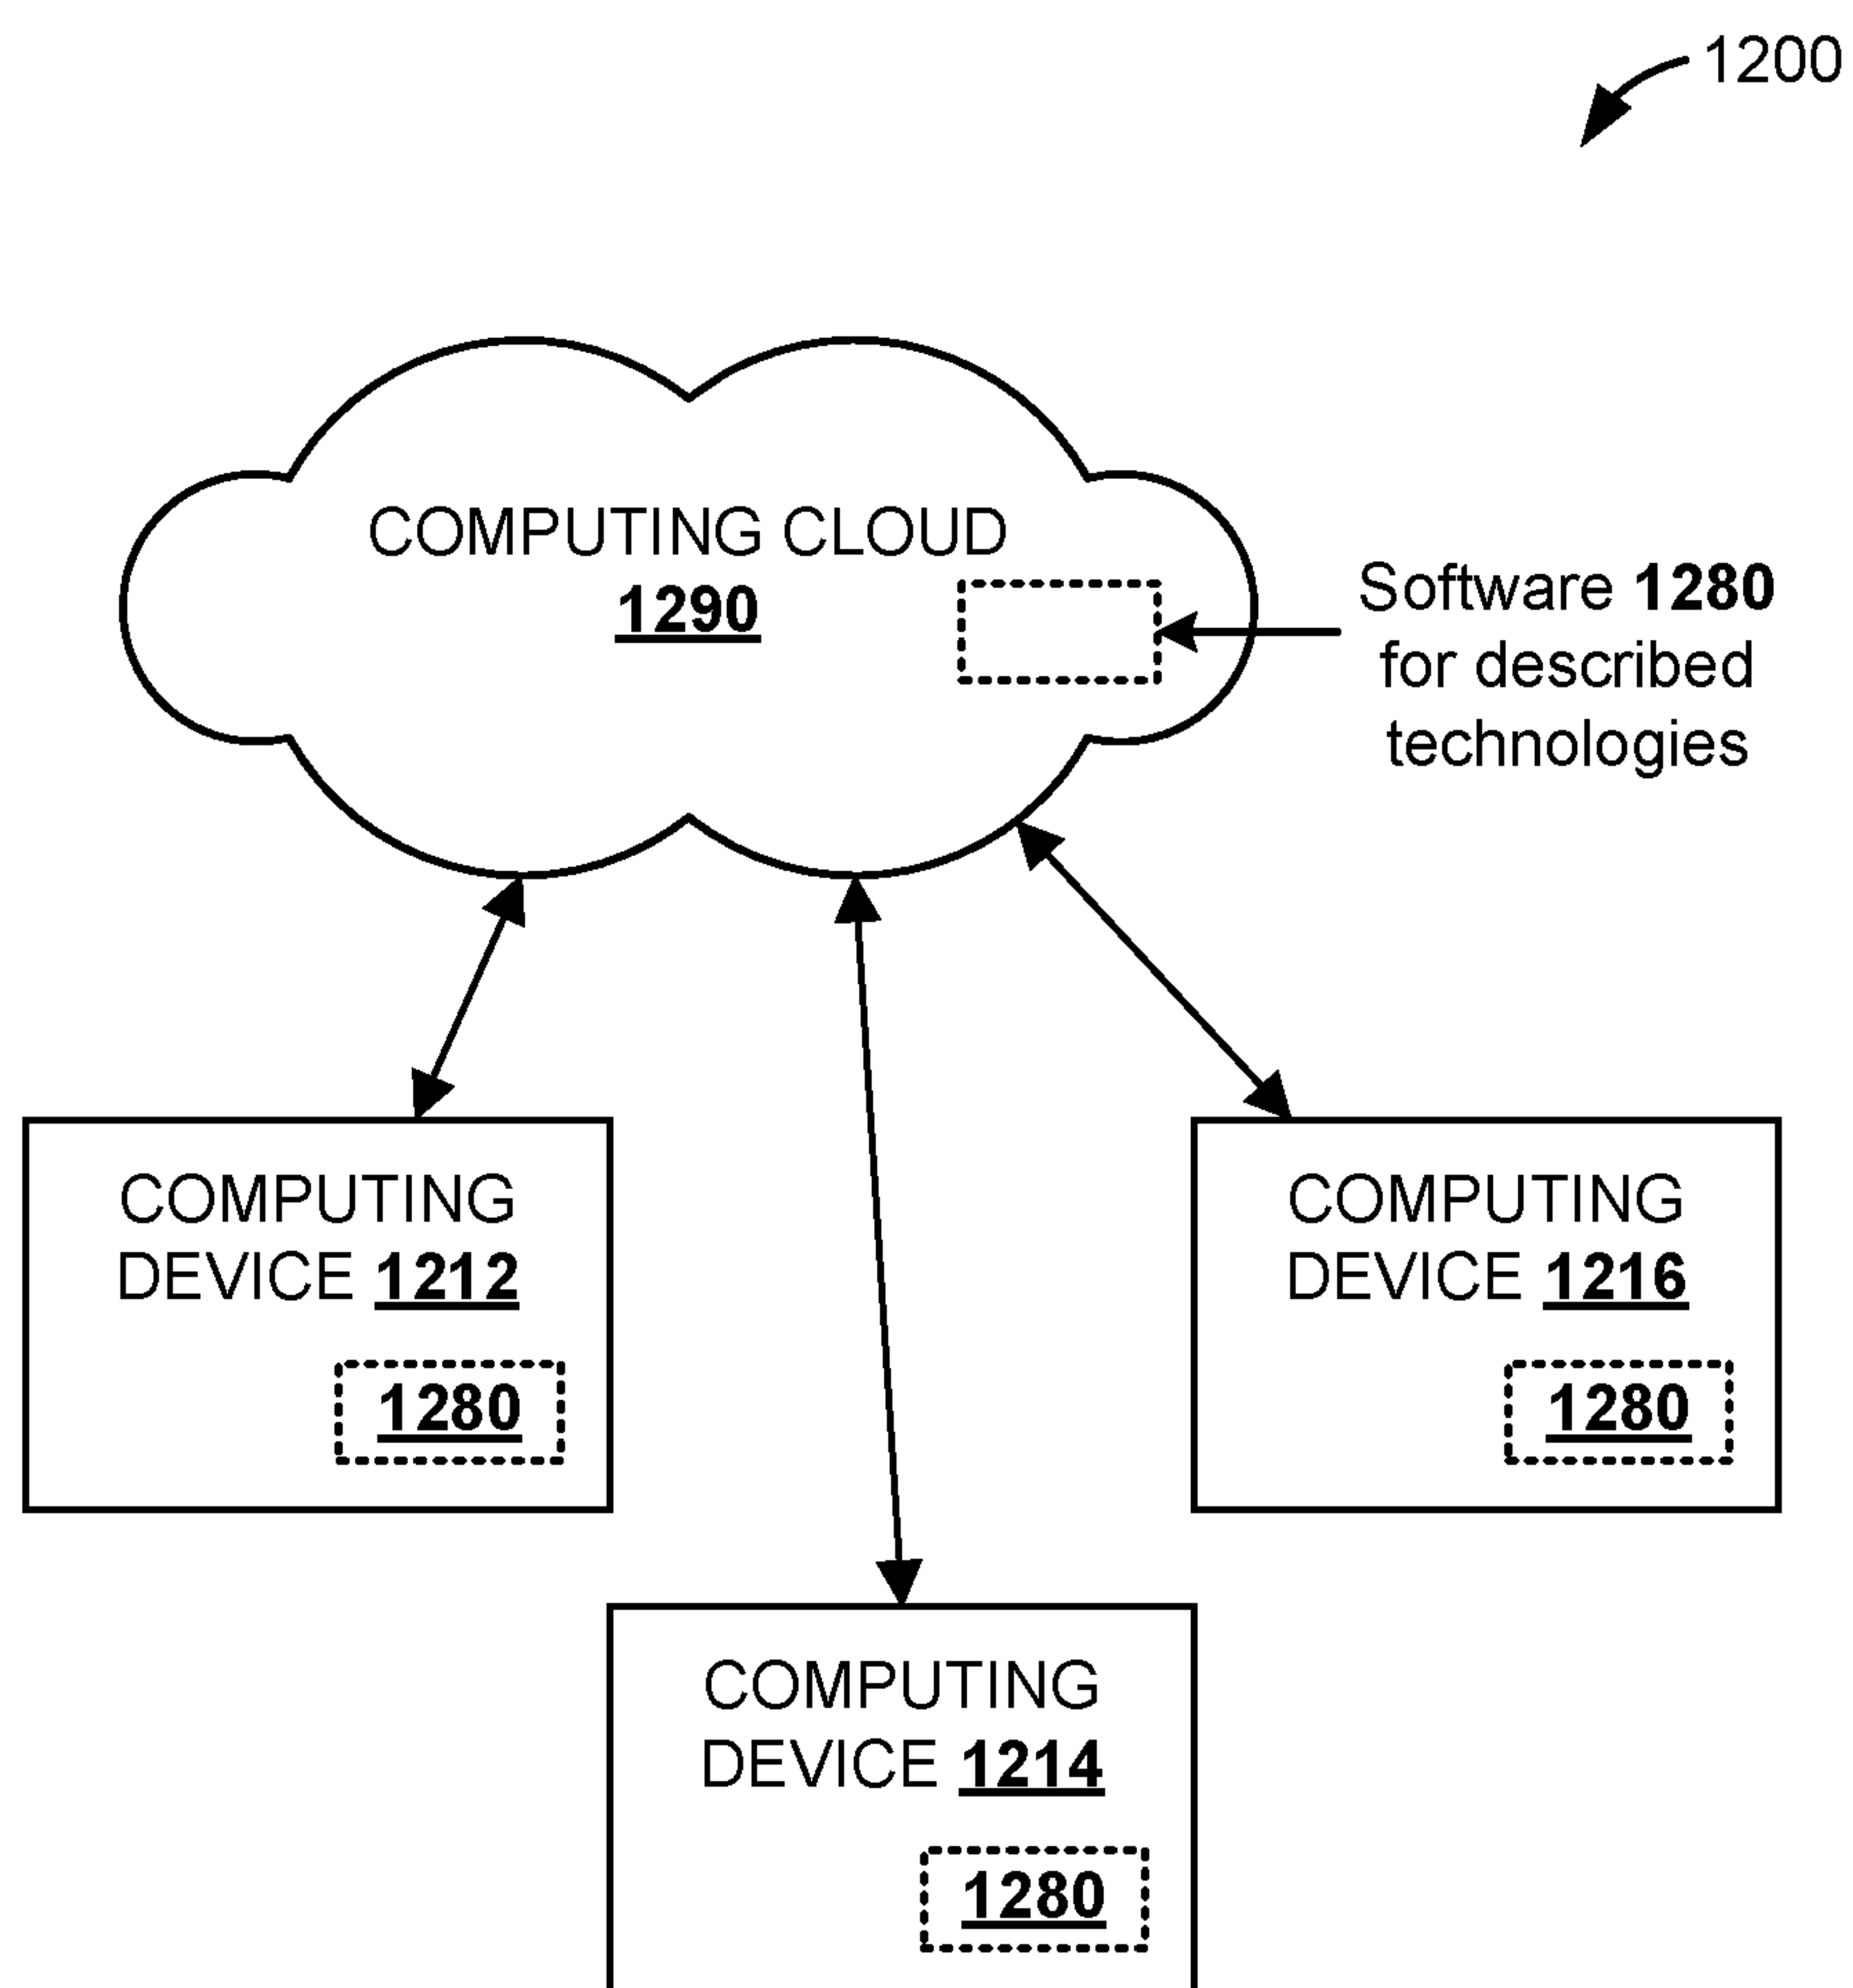 1200
COMPUTING CLOUD
1290
Software 1280
for described
technologies
COMPUTING
DEVICE 1212
1280
COMPUTING
DEVICE 1216
1280
COMPUTING
DEVICE 1214
1280